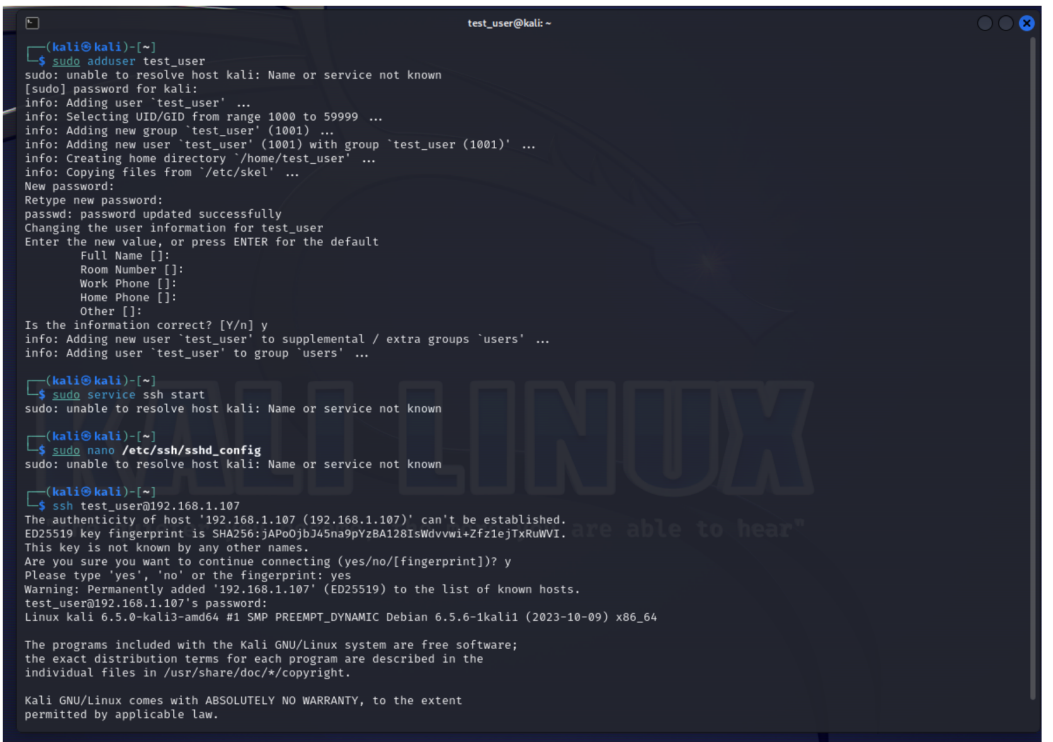 test_user@kali: ~
┌──(kali㉿kali)-[~]
└─$ sudo adduser test_user
sudo: unable to resolve host kali: Name or service not known
[sudo] password for kali:
info: Adding user `test_user' ...
info: Selecting UID/GID from range 1000 to 59999 ...
info: Adding new group `test_user' (1001) ...
info: Adding new user `test_user' (1001) with group `test_user (1001)' ...
info: Creating home directory `/home/test_user' ...
info: Copying files from `/etc/skel' ...
New password:
Retype new password:
passwd: password updated successfully
Changing the user information for test_user
Enter the new value, or press ENTER for the default
        Full Name []:
        Room Number []:
        Work Phone []:
        Home Phone []:
        Other []:
Is the information correct? [Y/n] y
info: Adding new user `test_user' to supplemental / extra groups `users' ...
info: Adding user `test_user' to group `users' ...
┌──(kali㉿kali)-[~]
└─$ sudo service ssh start
sudo: unable to resolve host kali: Name or service not known
┌──(kali㉿kali)-[~]
└─$ sudo nano /etc/ssh/sshd_config
sudo: unable to resolve host kali: Name or service not known
┌──(kali㉿kali)-[~]
└─$ ssh test_user@192.168.1.107
The authenticity of host '192.168.1.107 (192.168.1.107)' can't be established.
ED25519 key fingerprint is SHA256:jAPoOjbJ45na9pYzBA128IsWdvvwi+Zfz1ejTxRuWVI.
This key is not known by any other names.
Are you sure you want to continue connecting (yes/no/[fingerprint])? y
Please type 'yes', 'no' or the fingerprint: yes
Warning: Permanently added '192.168.1.107' (ED25519) to the list of known hosts.
test_user@192.168.1.107's password:
Linux kali 6.5.0-kali3-amd64 #1 SMP PREEMPT_DYNAMIC Debian 6.5.6-1kali1 (2023-10-09) x86_64
The programs included with the Kali GNU/Linux system are free software;
the exact distribution terms for each program are described in the
individual files in /usr/share/doc/*/copyright.
Kali GNU/Linux comes with ABSOLUTELY NO WARRANTY, to the extent
permitted by applicable law.
KALI LINUX
are able to hear"